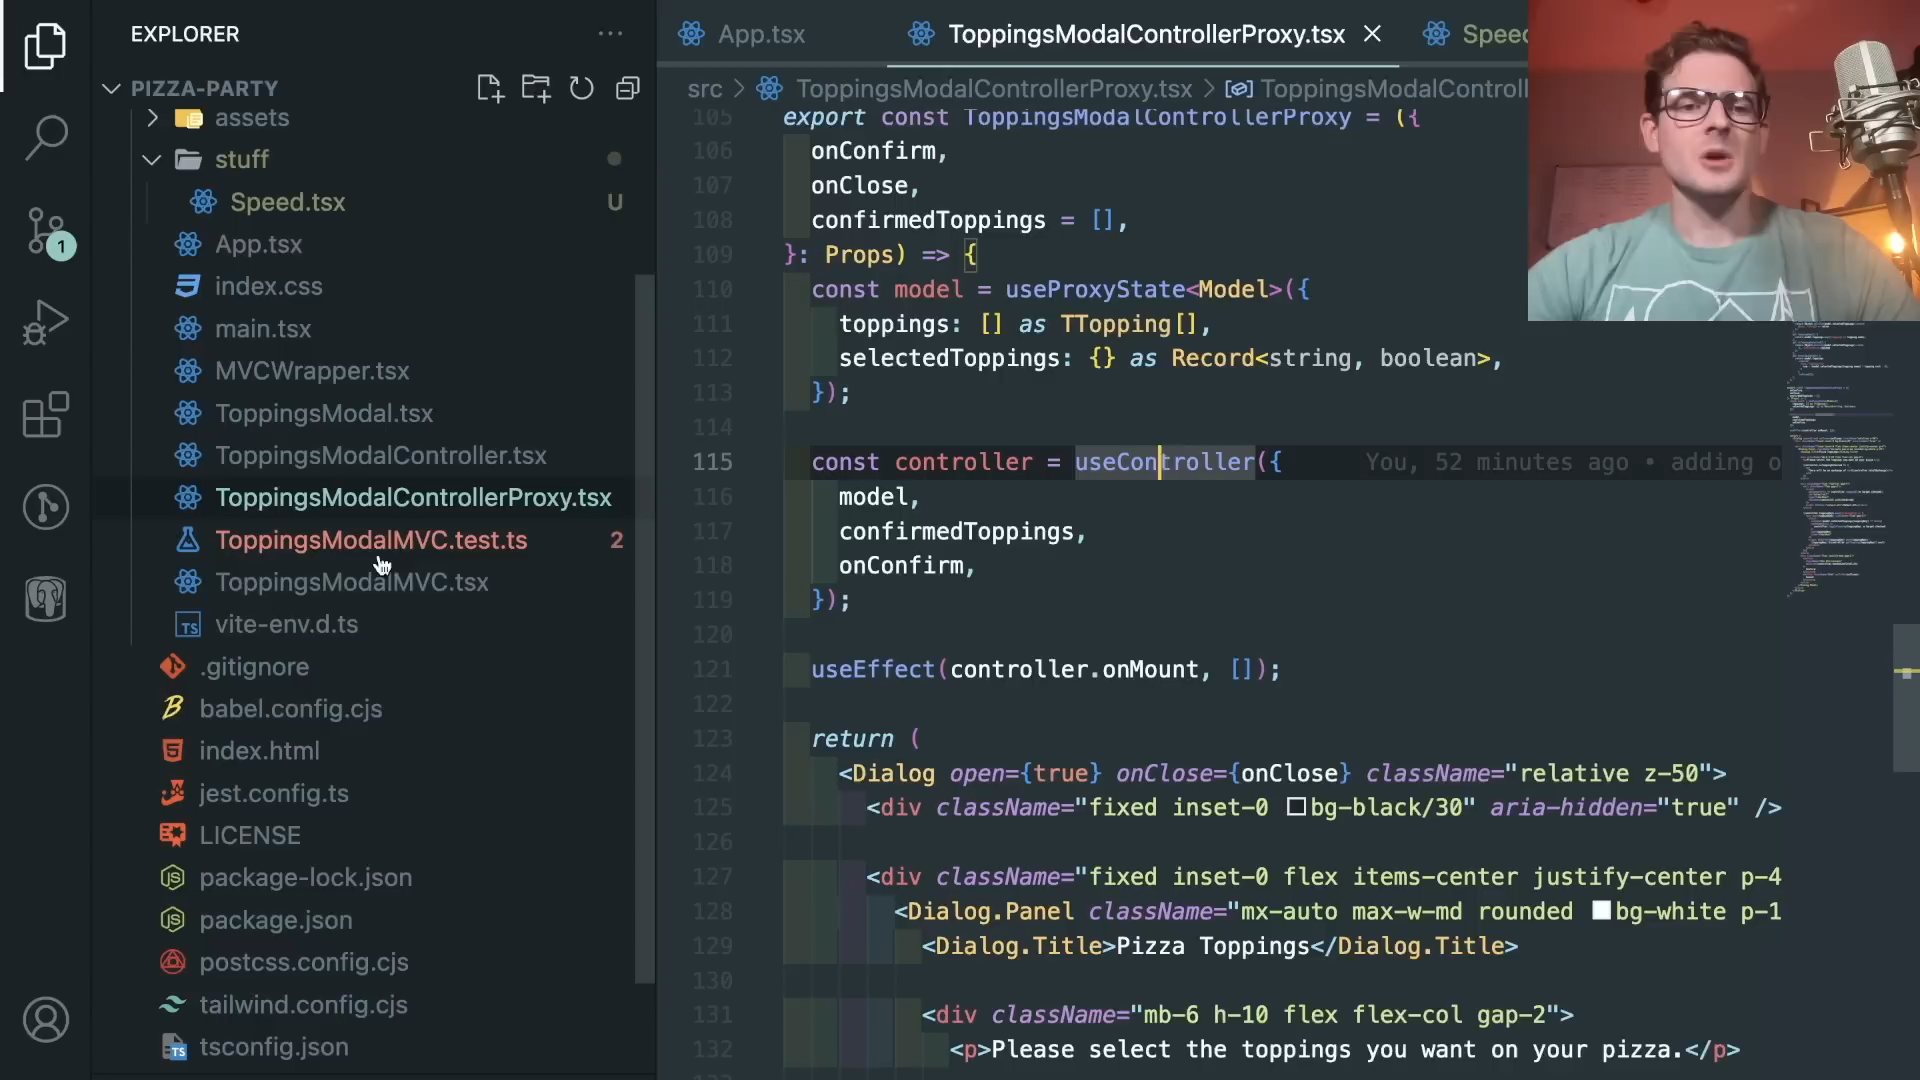 EXPLORER
PIZZA-PARTY
assets
stuff
Speed.tsx U
App.tsx
index.css
main.tsx
MVCWrapper.tsx
ToppingsModal.tsx
ToppingsModalController.tsx
ToppingsModalControllerProxy.tsx
ToppingsModalMVC.test.ts 2
ToppingsModalMVC.tsx
TS vite-env.d.ts
.gitignore
babel.config.cjs
index.html
jest.config.ts
LICENSE
package-lock.json
package.json
postcss.config.cjs
tailwind.config.cjs
TS tsconfig.json
1
App.tsx
ToppingsModalControllerProxy.tsx
Speed
src > ToppingsModalControllerProxy.tsx > ToppingsModalControll
105 export const ToppingsModalControllerProxy = ({
106 onConfirm,
107 onClose,
108 confirmedToppings = [],
109 }: Props) => {
110 const model = useProxyState<Model>({
111 toppings: [] as TTopping[],
112 selectedToppings: {} as Record<string, boolean>,
113 });
114
115 const controller = useController({ You, 52 minutes ago • adding o
116 model,
117 confirmedToppings,
118 onConfirm,
119 });
120
121 useEffect(controller.onMount, []);
122
123 return (
124 <Dialog open={true} onClose={onClose} className="relative z-50">
125 <div className="fixed inset-0 bg-black/30" aria-hidden="true" />
126
127 <div className="fixed inset-0 flex items-center justify-center p-4
128 <Dialog.Panel className="mx-auto max-w-md rounded bg-white p-1
129 <Dialog.Title>Pizza Toppings</Dialog.Title>
130
131 <div className="mb-6 h-10 flex flex-col gap-2">
132 <p>Please select the toppings you want on your pizza.</p>